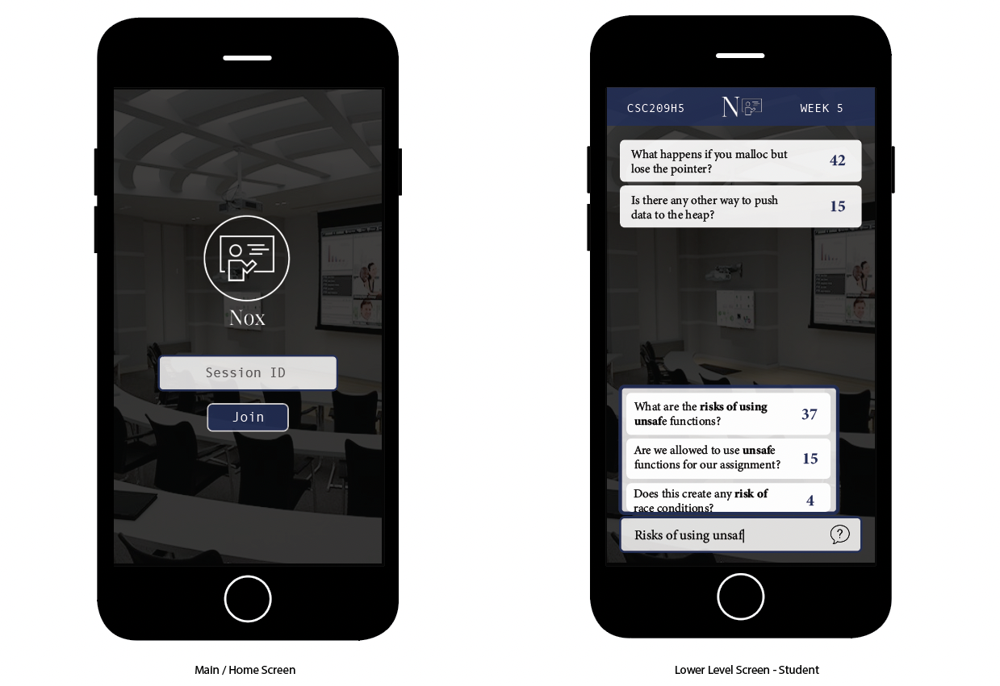 Nox
Session ID
Join
Main / Home Screen
CSC209H5
N
WEEK 5
What happens if you malloc but
lose the pointer?
42
Is there any other way to push
data to the heap?
15
What are the risks of using
unsafe functions?
37
Are we allowed to use unsafe
functions for our assignment?
15
Does this create any risk of
race conditions?
4
Risks of using unsaf
?
Lower Level Screen - Student